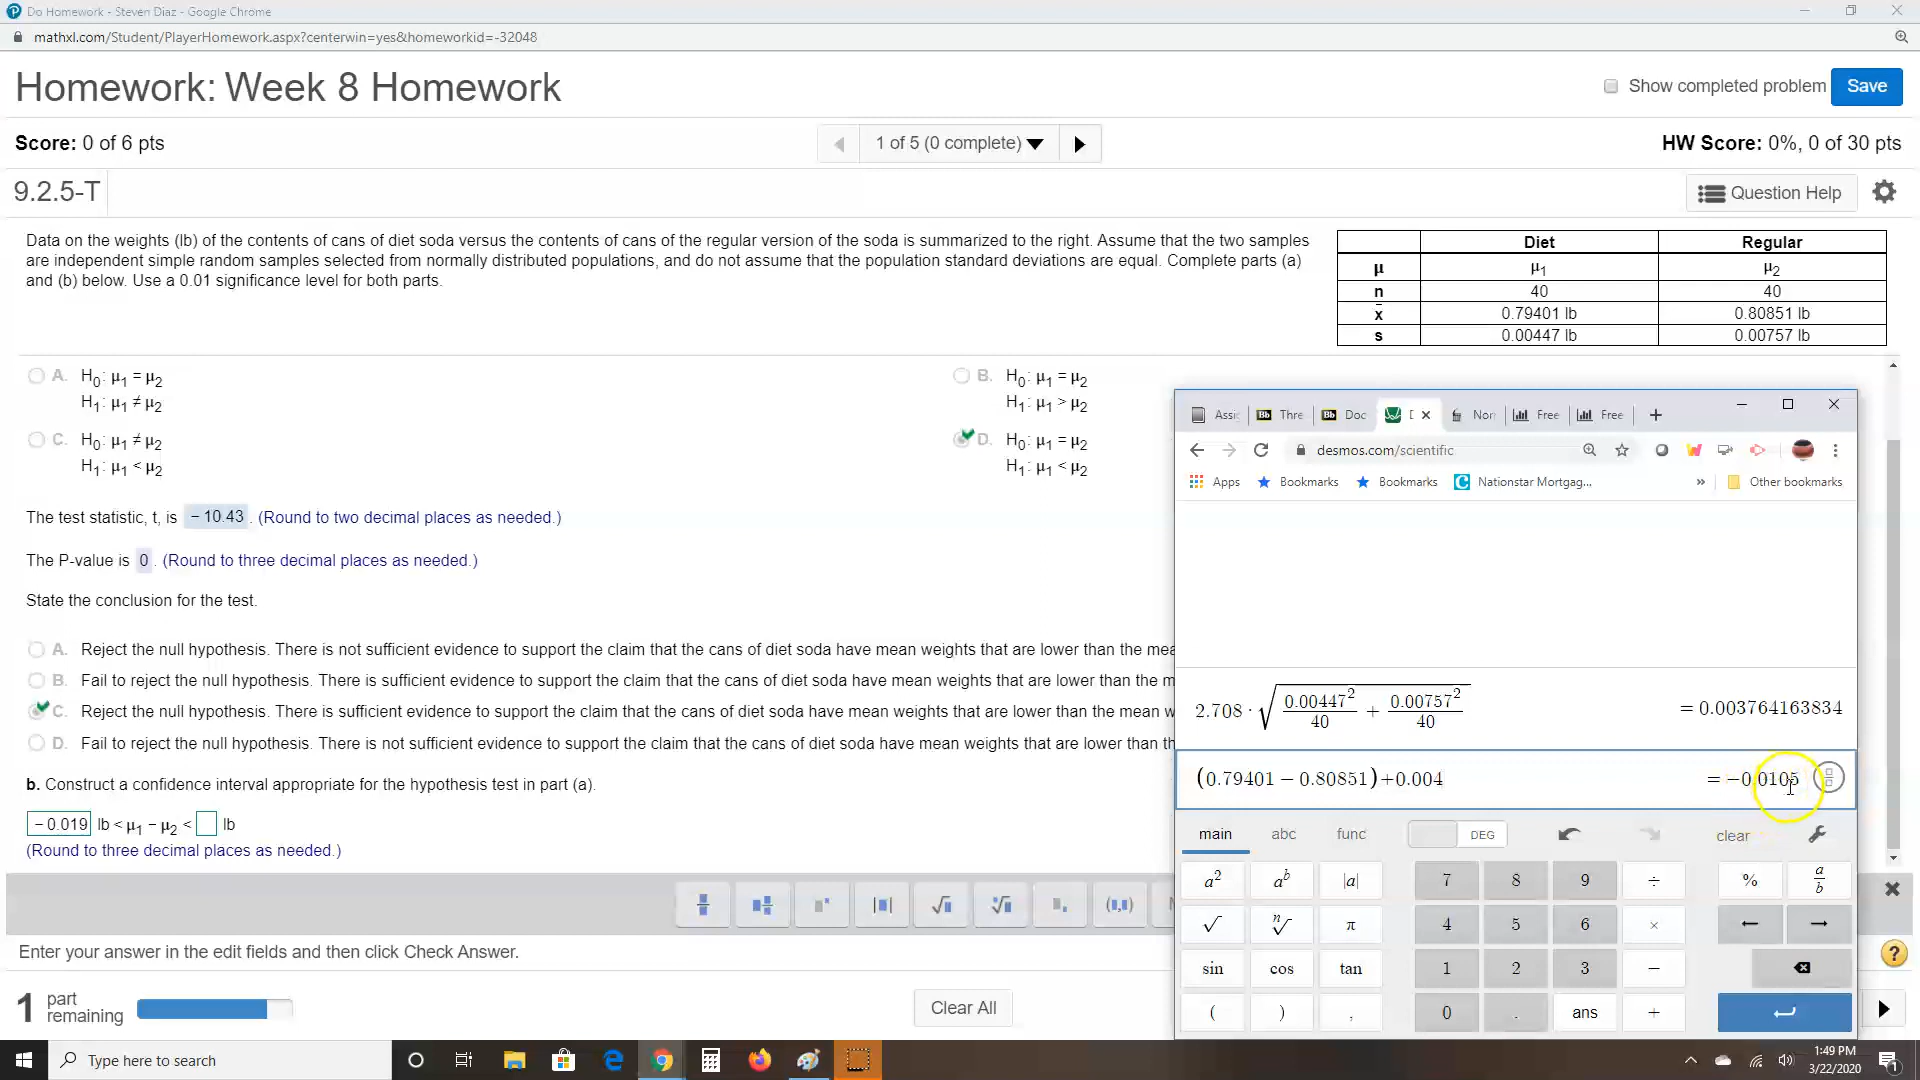 Do Homework - Steven Diaz - Google Chrome
mathxl.com/Student/PlayerHomework.aspx?centerwin=yes&homeworkid=-32048
Homework: Week 8 Homework
Show completed problem
Save
Score: 0 of 6 pts
1 of 5 (0 complete)
HW Score: 0%, 0 of 30 pts
9.2.5-T
Question Help
Data on the weights (lb) of the contents of cans of diet soda versus the contents of cans of the regular version of the soda is summarized to the right. Assume that the two samples
are independent simple random samples selected from normally distributed populations, and do not assume that the population standard deviations are equal. Complete parts (a)
and (b) below. Use a 0.01 significance level for both parts.
Diet Regular
μ μ1 μ2
n 40 40
x̄ 0.79401 lb 0.80851 lb
s 0.00447 lb 0.00757 lb
A. H0: μ1 = μ2
H1: μ1 ≠ μ2
B. H0: μ1 = μ2
H1: μ1 > μ2
C. H0: μ1 ≠ μ2
H1: μ1 < μ2
D. H0: μ1 = μ2
H1: μ1 < μ2
The test statistic, t, is − 10.43 . (Round to two decimal places as needed.)
The P-value is 0 . (Round to three decimal places as needed.)
State the conclusion for the test.
A. Reject the null hypothesis. There is not sufficient evidence to support the claim that the cans of diet soda have mean weights that are lower than the mea
B. Fail to reject the null hypothesis. There is sufficient evidence to support the claim that the cans of diet soda have mean weights that are lower than the m
C. Reject the null hypothesis. There is sufficient evidence to support the claim that the cans of diet soda have mean weights that are lower than the mean w
D. Fail to reject the null hypothesis. There is not sufficient evidence to support the claim that the cans of diet soda have mean weights that are lower than th
b. Construct a confidence interval appropriate for the hypothesis test in part (a).
− 0.019 lb < μ1 − μ2 < lb
(Round to three decimal places as needed.)
Enter your answer in the edit fields and then click Check Answer.
1 part remaining
Clear All
Assig Bb Thre Bb Doc Nor Free Free
desmos.com/scientific
Apps Bookmarks Bookmarks Nationstar Mortgag... » Other bookmarks
2.708 · √(0.00447²/40 + 0.00757²/40) = 0.003764163834
(0.79401 − 0.80851)+0.004 = −0.0105
main abc func DEG clear
a² aᵇ |a| 7 8 9 ÷ % a/b
√ ⁿ√ π 4 5 6 × ← →
sin cos tan 1 2 3 −
( ) , 0 . ans +
Type here to search
1:49 PM
3/22/2020